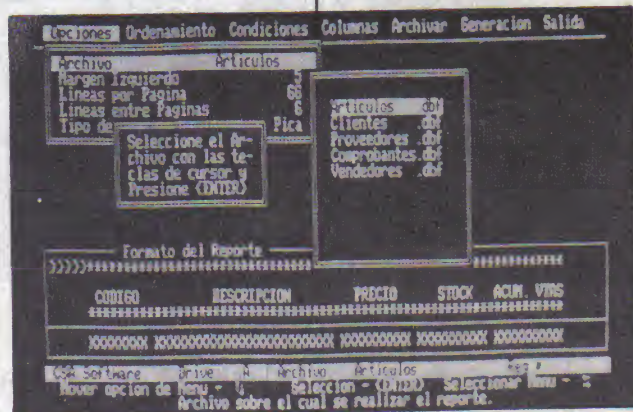 Opciones Ordenamiento Condiciones Columnas Archivar Generacion Salida
Archivo Articulos
Margen Izquierdo 5
Lineas por Pagina 66
Lineas entre Paginas 6
Tipo de Pica
Seleccione el Ar-
chivo con las te-
clas de cursor y
Presione <ENTER>
Articulos .dbf
Clientes .dbf
Proveedores .dbf
Comprobantes.dbf
Vendedores .dbf
Formato del Reporte
CODIGO DESCRIPCION PRECIO STOCK ACUM. VTAS
CSA Software Drive A Archivo Articulos Reg #
Mover opcion de Menu - Seleccion - <ENTER> Seleccionar Menu -
Archivo sobre el cual se realizar el reporte.